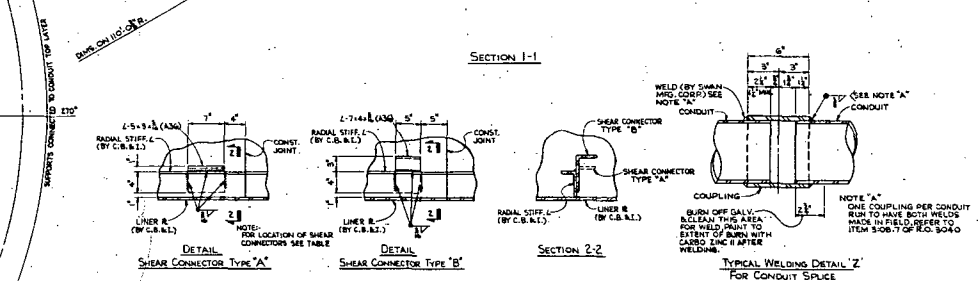 DIMS. ON 110'-0 3/8" R.
SUPPORTS CONNECTED TO CONDUIT TOP LAYER
270°
SECTION 1-1
(A36)
RADIAL STIFF. L
(BY C.B.&I.)
7"
4"
2
CONST.
JOINT
4
2
LINER ℄
(BY C.B.&I.)
NOTE:-
FOR LOCATION OF SHEAR
CONNECTORS SEE TABLE
DETAIL
SHEAR CONNECTOR TYPE "A"
(A36)
RADIAL STIFF. L
(BY C.B.&I.)
5"
5"
2
CONST.
JOINT
4
2
LINER ℄
(BY C.B.&I.)
DETAIL
SHEAR CONNECTOR TYPE "B"
SHEAR CONNECTOR
TYPE "B"
SHEAR CONNECTOR
TYPE "A"
RADIAL STIFF. L
(BY C.B.&I.)
LINER ℄
(BY C.B.&I.)
SECTION 2-2
6"
3"
3"
WELD (BY SWAN
MFG. CORP.) SEE
NOTE "A"
CONDUIT
SEE NOTE "A"
CONDUIT
COUPLING
BURN OFF GALV.
& CLEAN THIS AREA
FOR WELD, PAINT TO
EXTENT OF BURN WITH
CARBO ZINC 11 AFTER
WELDING.
NOTE "A"
ONE COUPLING PER CONDUIT
RUN TO HAVE BOTH WELDS
MADE IN FIELD, REFER TO
ITEM 3:08.7 OF R.O. 3040
TYPICAL WELDING DETAIL 'Z'
FOR CONDUIT SPLICE